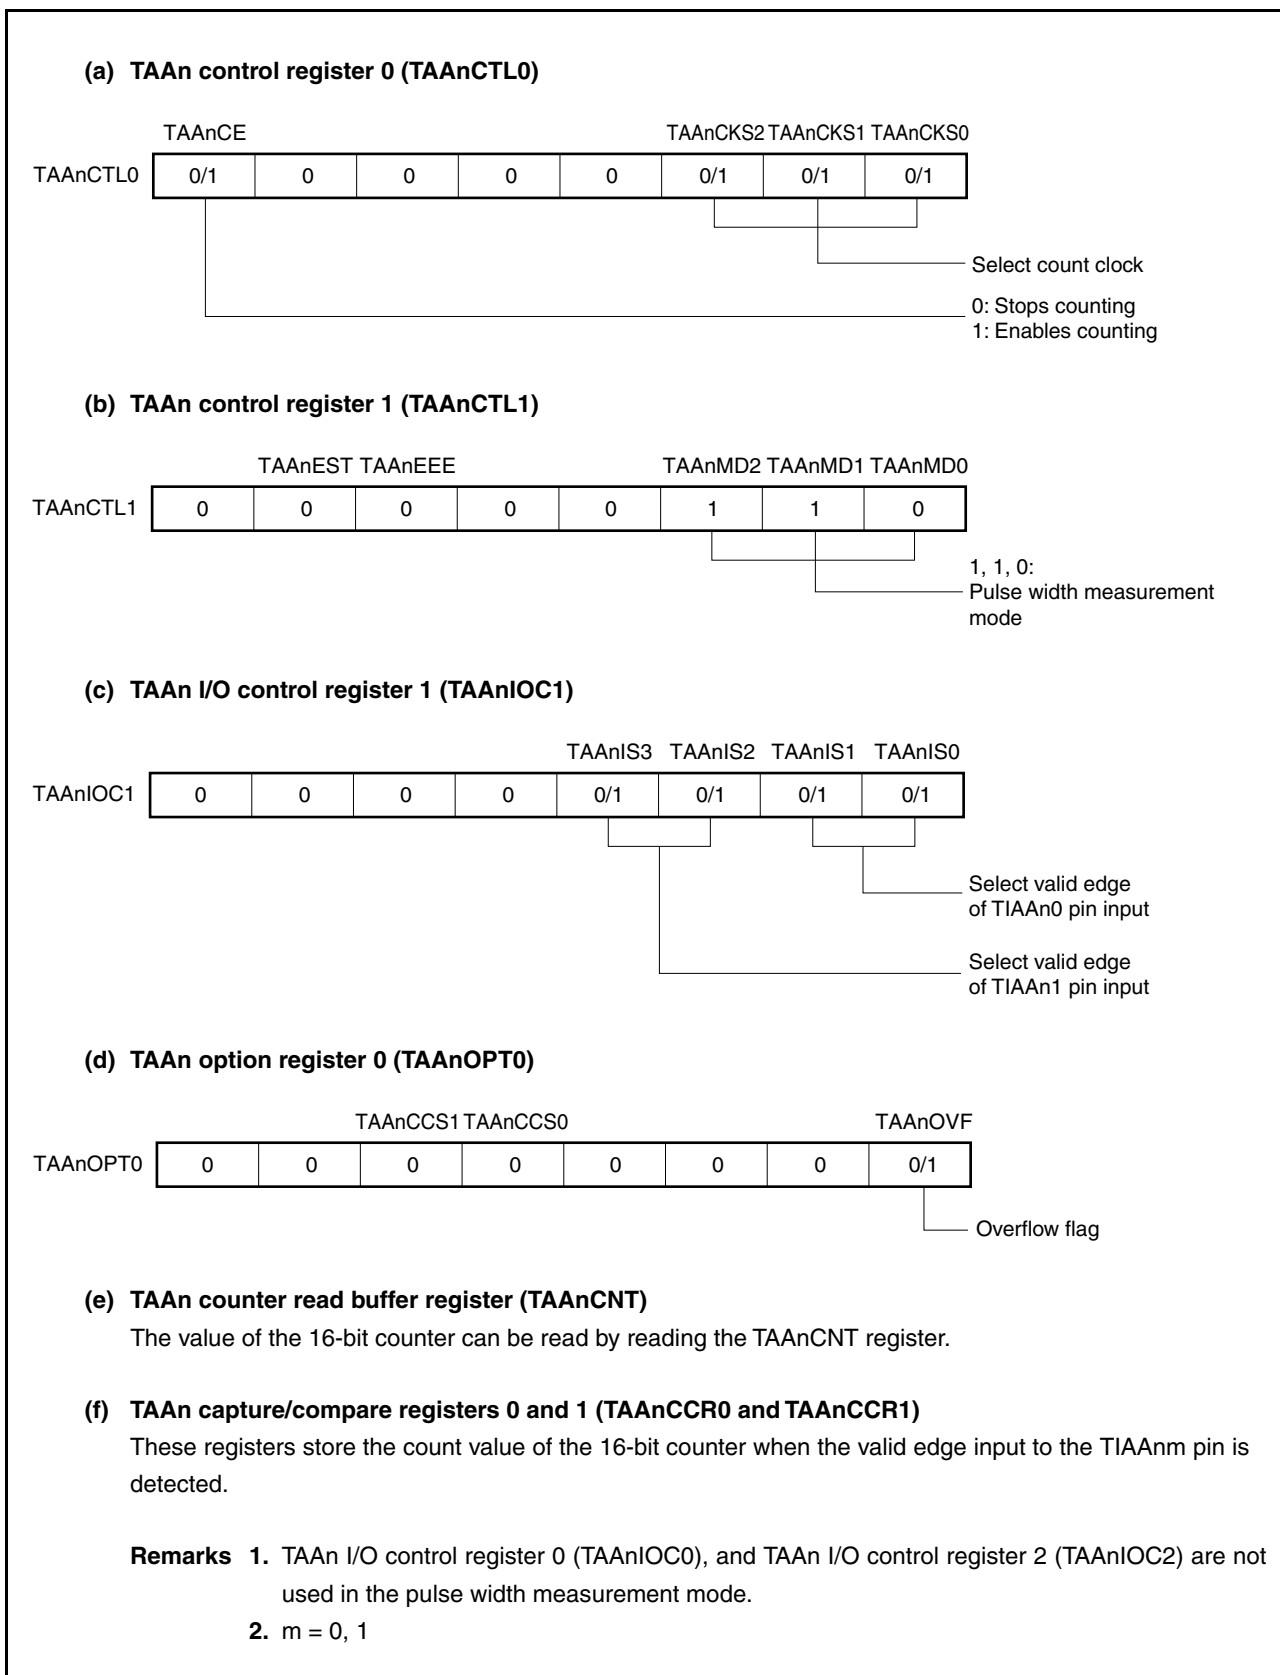 (a) TAAn control register 0 (TAAnCTL0)
TAAnCE TAAnCKS2 TAAnCKS1 TAAnCKS0
TAAnCTL0 0/1 0 0 0 0 0/1 0/1 0/1
Select count clock
0: Stops counting
1: Enables counting
(b) TAAn control register 1 (TAAnCTL1)
TAAnEST TAAnEEE TAAnMD2 TAAnMD1 TAAnMD0
TAAnCTL1 0 0 0 0 0 1 1 0
1, 1, 0:
Pulse width measurement
mode
(c) TAAn I/O control register 1 (TAAnIOC1)
TAAnIS3 TAAnIS2 TAAnIS1 TAAnIS0
TAAnIOC1 0 0 0 0 0/1 0/1 0/1 0/1
Select valid edge
of TIAAn0 pin input
Select valid edge
of TIAAn1 pin input
(d) TAAn option register 0 (TAAnOPT0)
TAAnCCS1 TAAnCCS0 TAAnOVF
TAAnOPT0 0 0 0 0 0 0 0 0/1
Overflow flag
(e) TAAn counter read buffer register (TAAnCNT)
The value of the 16-bit counter can be read by reading the TAAnCNT register.
(f) TAAn capture/compare registers 0 and 1 (TAAnCCR0 and TAAnCCR1)
These registers store the count value of the 16-bit counter when the valid edge input to the TIAAnm pin is
detected.
Remarks 1. TAAn I/O control register 0 (TAAnIOC0), and TAAn I/O control register 2 (TAAnIOC2) are not
used in the pulse width measurement mode.
2. m = 0, 1